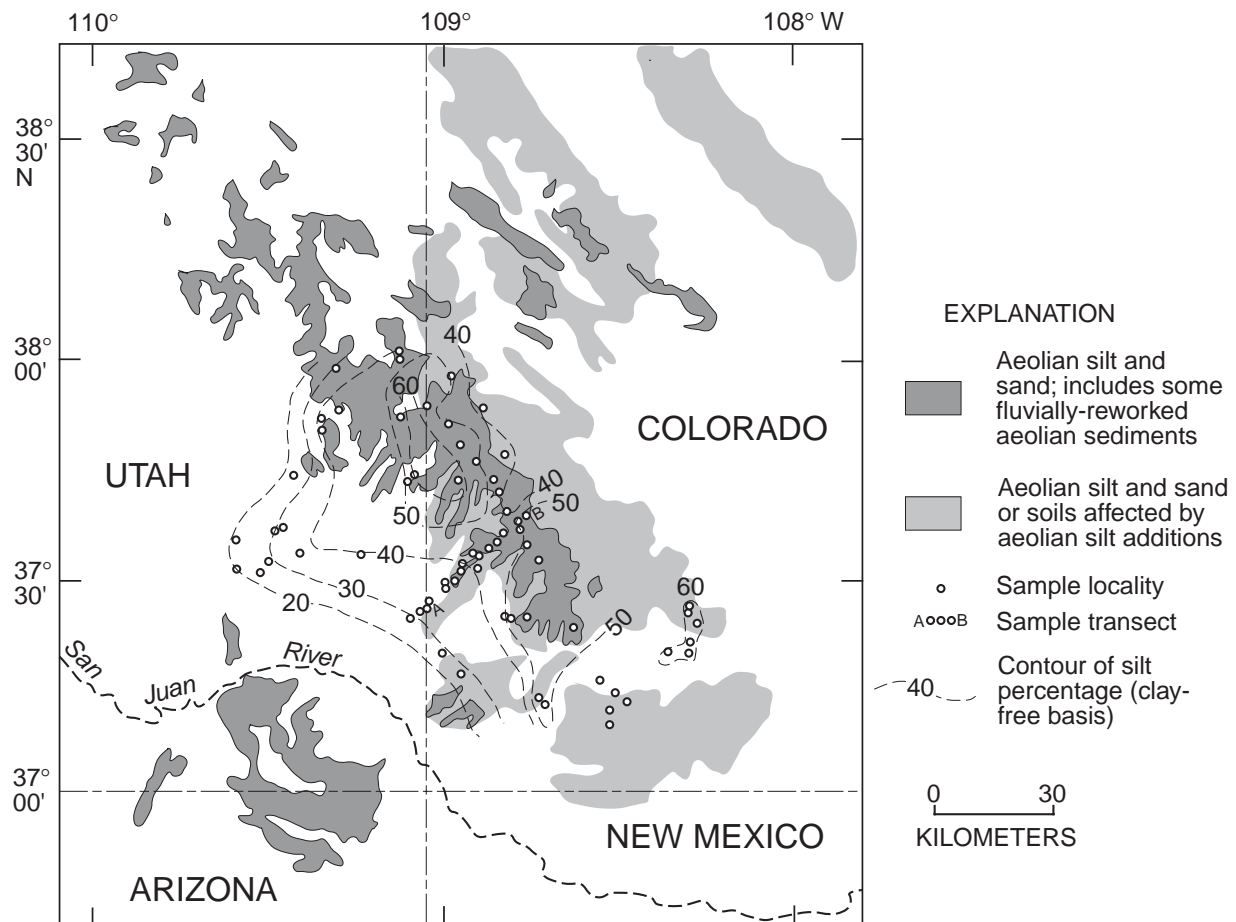 110°
109°
108° W
38°
30'
N
38°
00'
37°
30'
37°
00'
40
60
COLORADO
UTAH
40
50
B
50
40
30
20
A
60
50
San
Juan
River
NEW MEXICO
ARIZONA
EXPLANATION
Aeolian silt and
sand; includes some
fluvially-reworked
aeolian sediments
Aeolian silt and sand
or soils affected by
aeolian silt additions
Sample locality
A B Sample transect
40 Contour of silt
percentage (clay-
free basis)
0 30
KILOMETERS